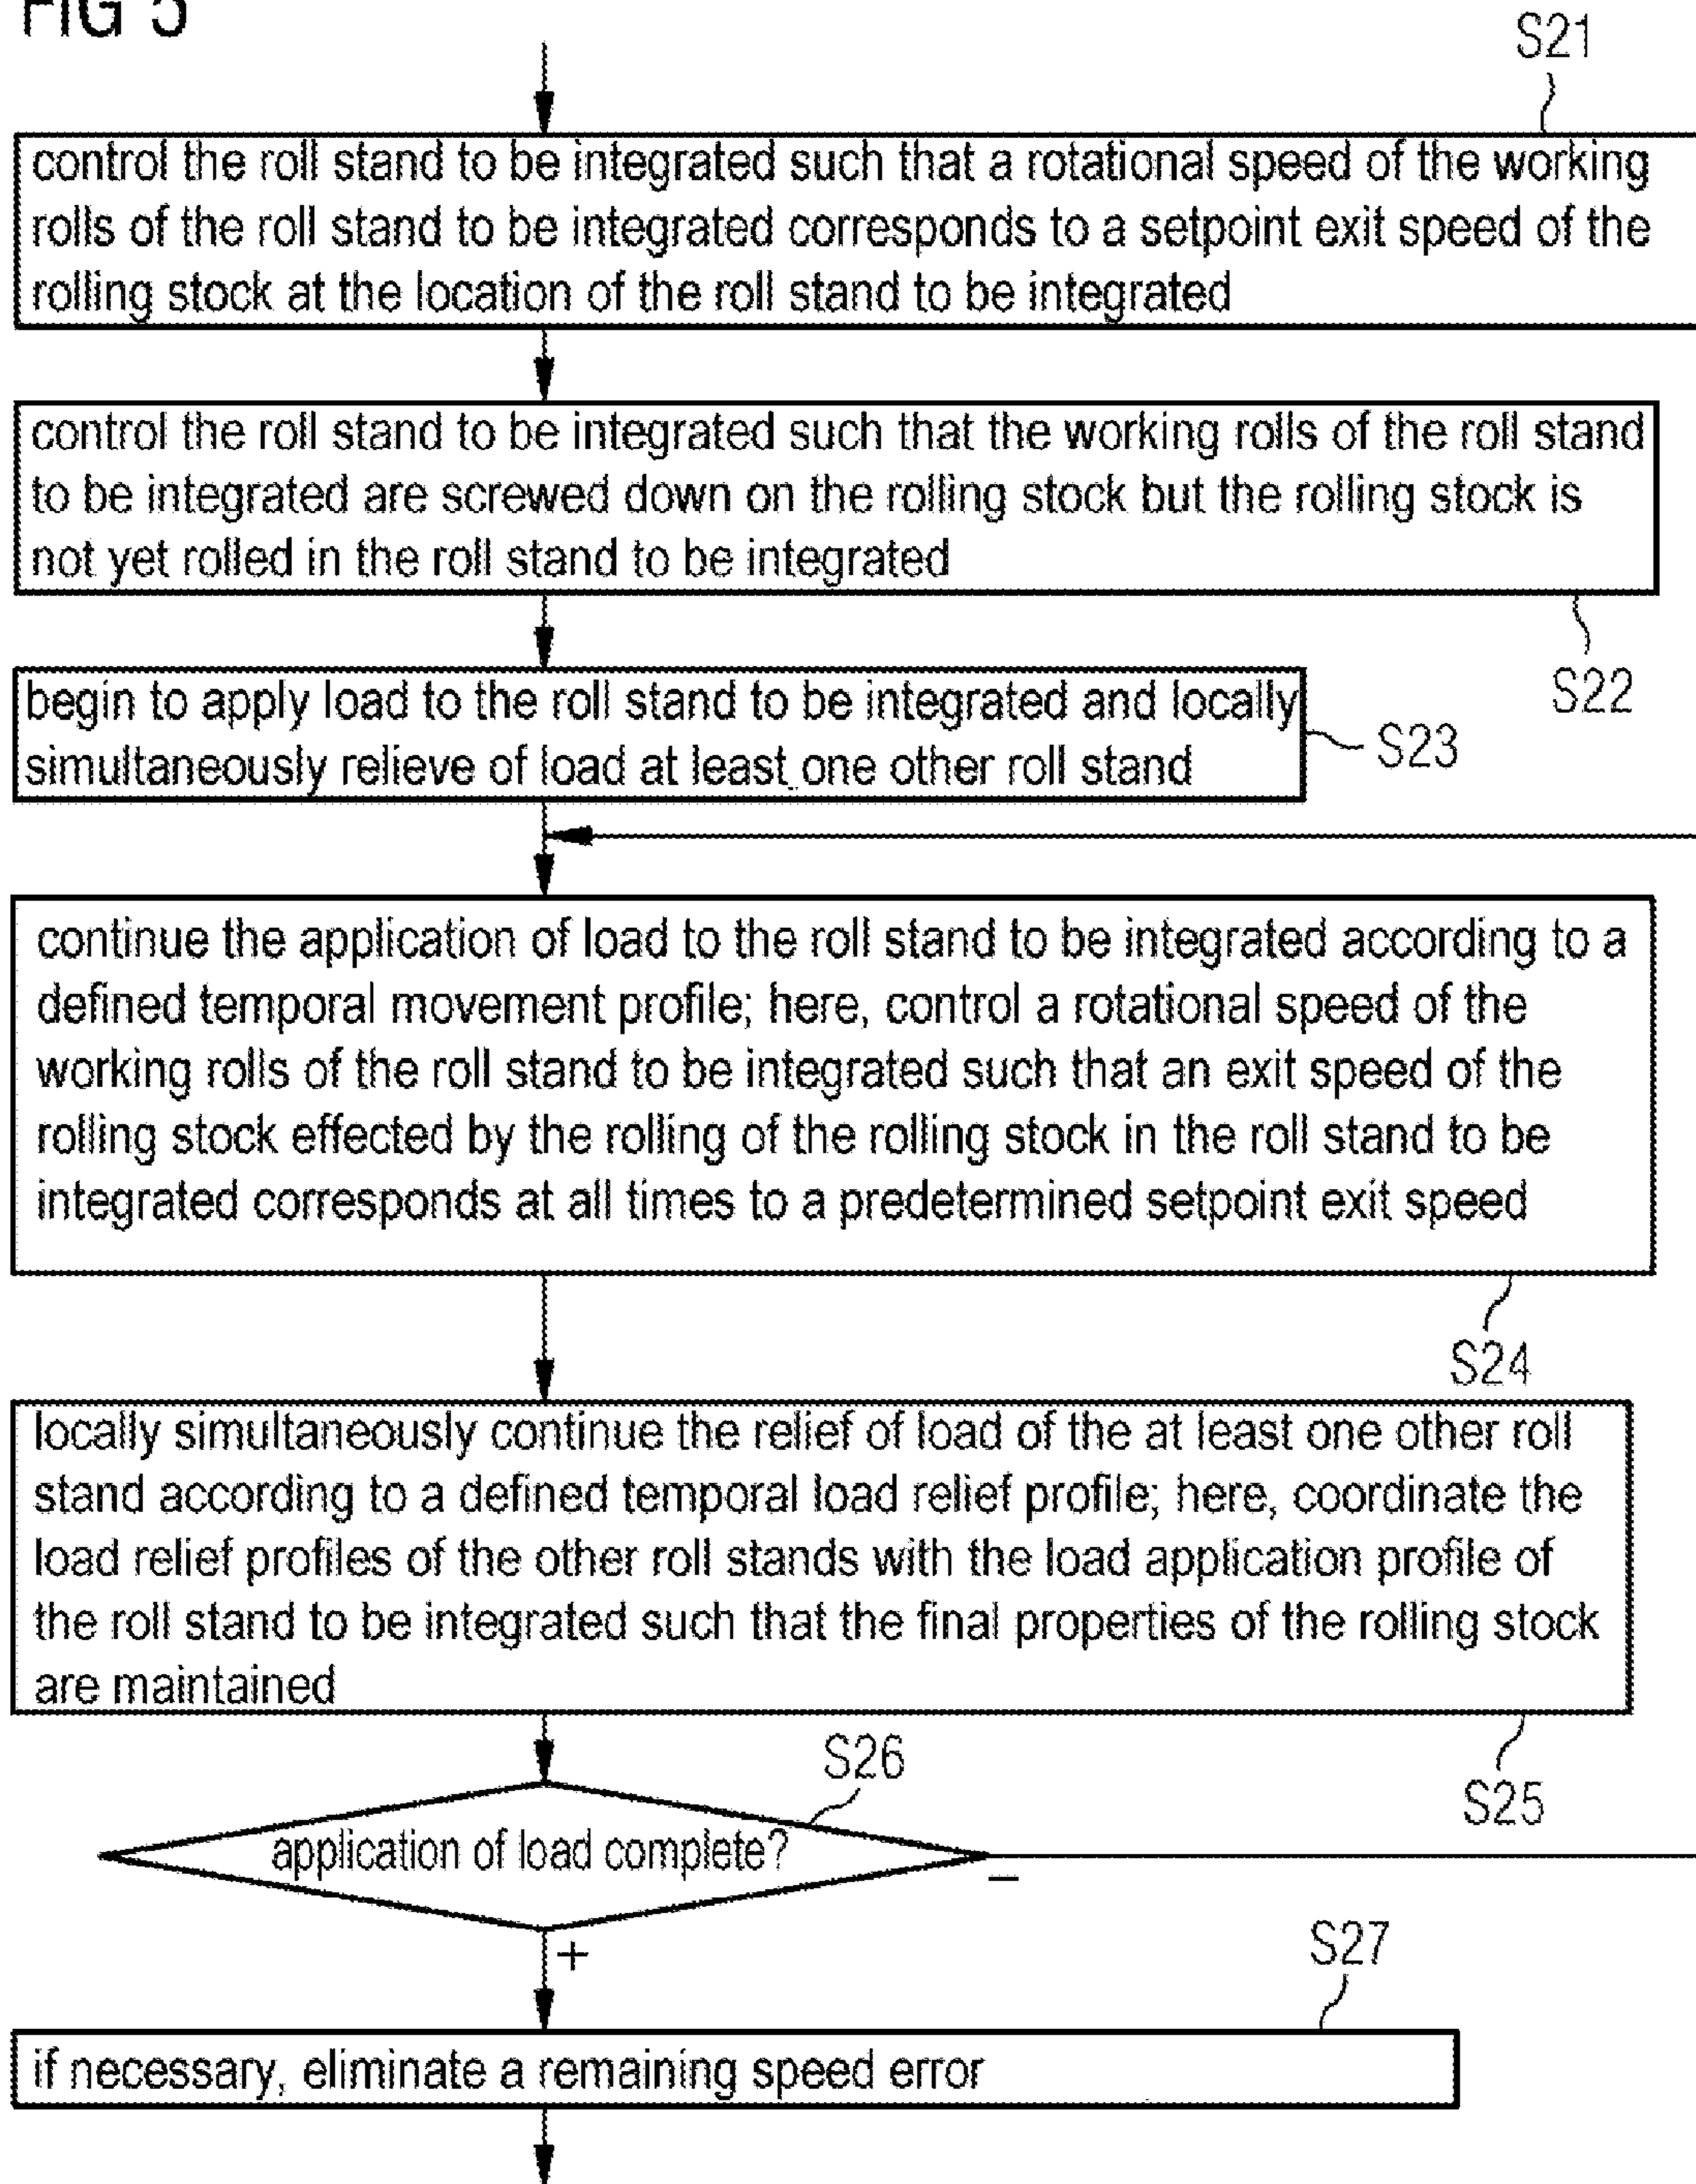 FIG 5
S21
control the roll stand to be integrated such that a rotational speed of the working
rolls of the roll stand to be integrated corresponds to a setpoint exit speed of the
rolling stock at the location of the roll stand to be integrated
control the roll stand to be integrated such that the working rolls of the roll stand
to be integrated are screwed down on the rolling stock but the rolling stock is
not yet rolled in the roll stand to be integrated
S22
begin to apply load to the roll stand to be integrated and locally
simultaneously relieve of load at least one other roll stand
S23
continue the application of load to the roll stand to be integrated according to a
defined temporal movement profile; here, control a rotational speed of the
working rolls of the roll stand to be integrated such that an exit speed of the
rolling stock effected by the rolling of the rolling stock in the roll stand to be
integrated corresponds at all times to a predetermined setpoint exit speed
S24
locally simultaneously continue the relief of load of the at least one other roll
stand according to a defined temporal load relief profile; here, coordinate the
load relief profiles of the other roll stands with the load application profile of
the roll stand to be integrated such that the final properties of the rolling stock
are maintained
S25
S26
application of load complete?
−
+
S27
if necessary, eliminate a remaining speed error